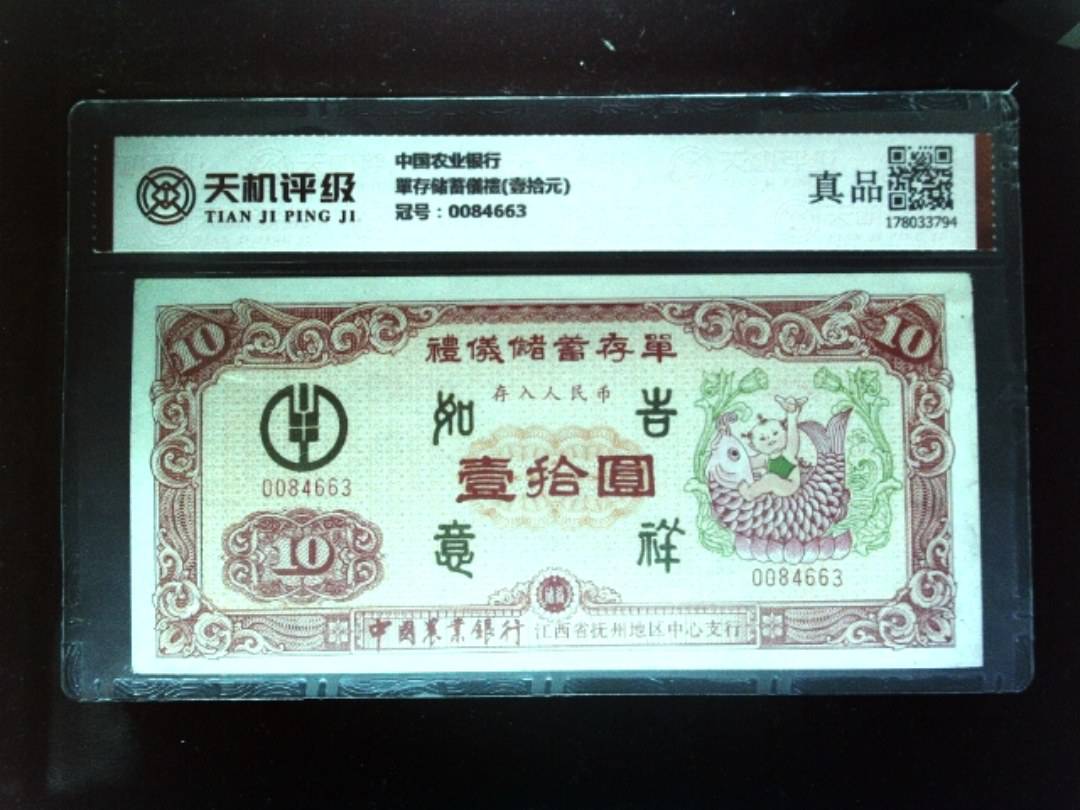 天机评级
TIAN JI PING JI
中国农业银行
單存储蓄儀禮(壹拾元)
冠号：0084663
真品
178033794
10
10
禮儀儲蓄存單
存入人民币
如 吉
壹拾圓
意 祥
0084663
10
0084663
中國農業銀行 江西省抚州地区中心支行